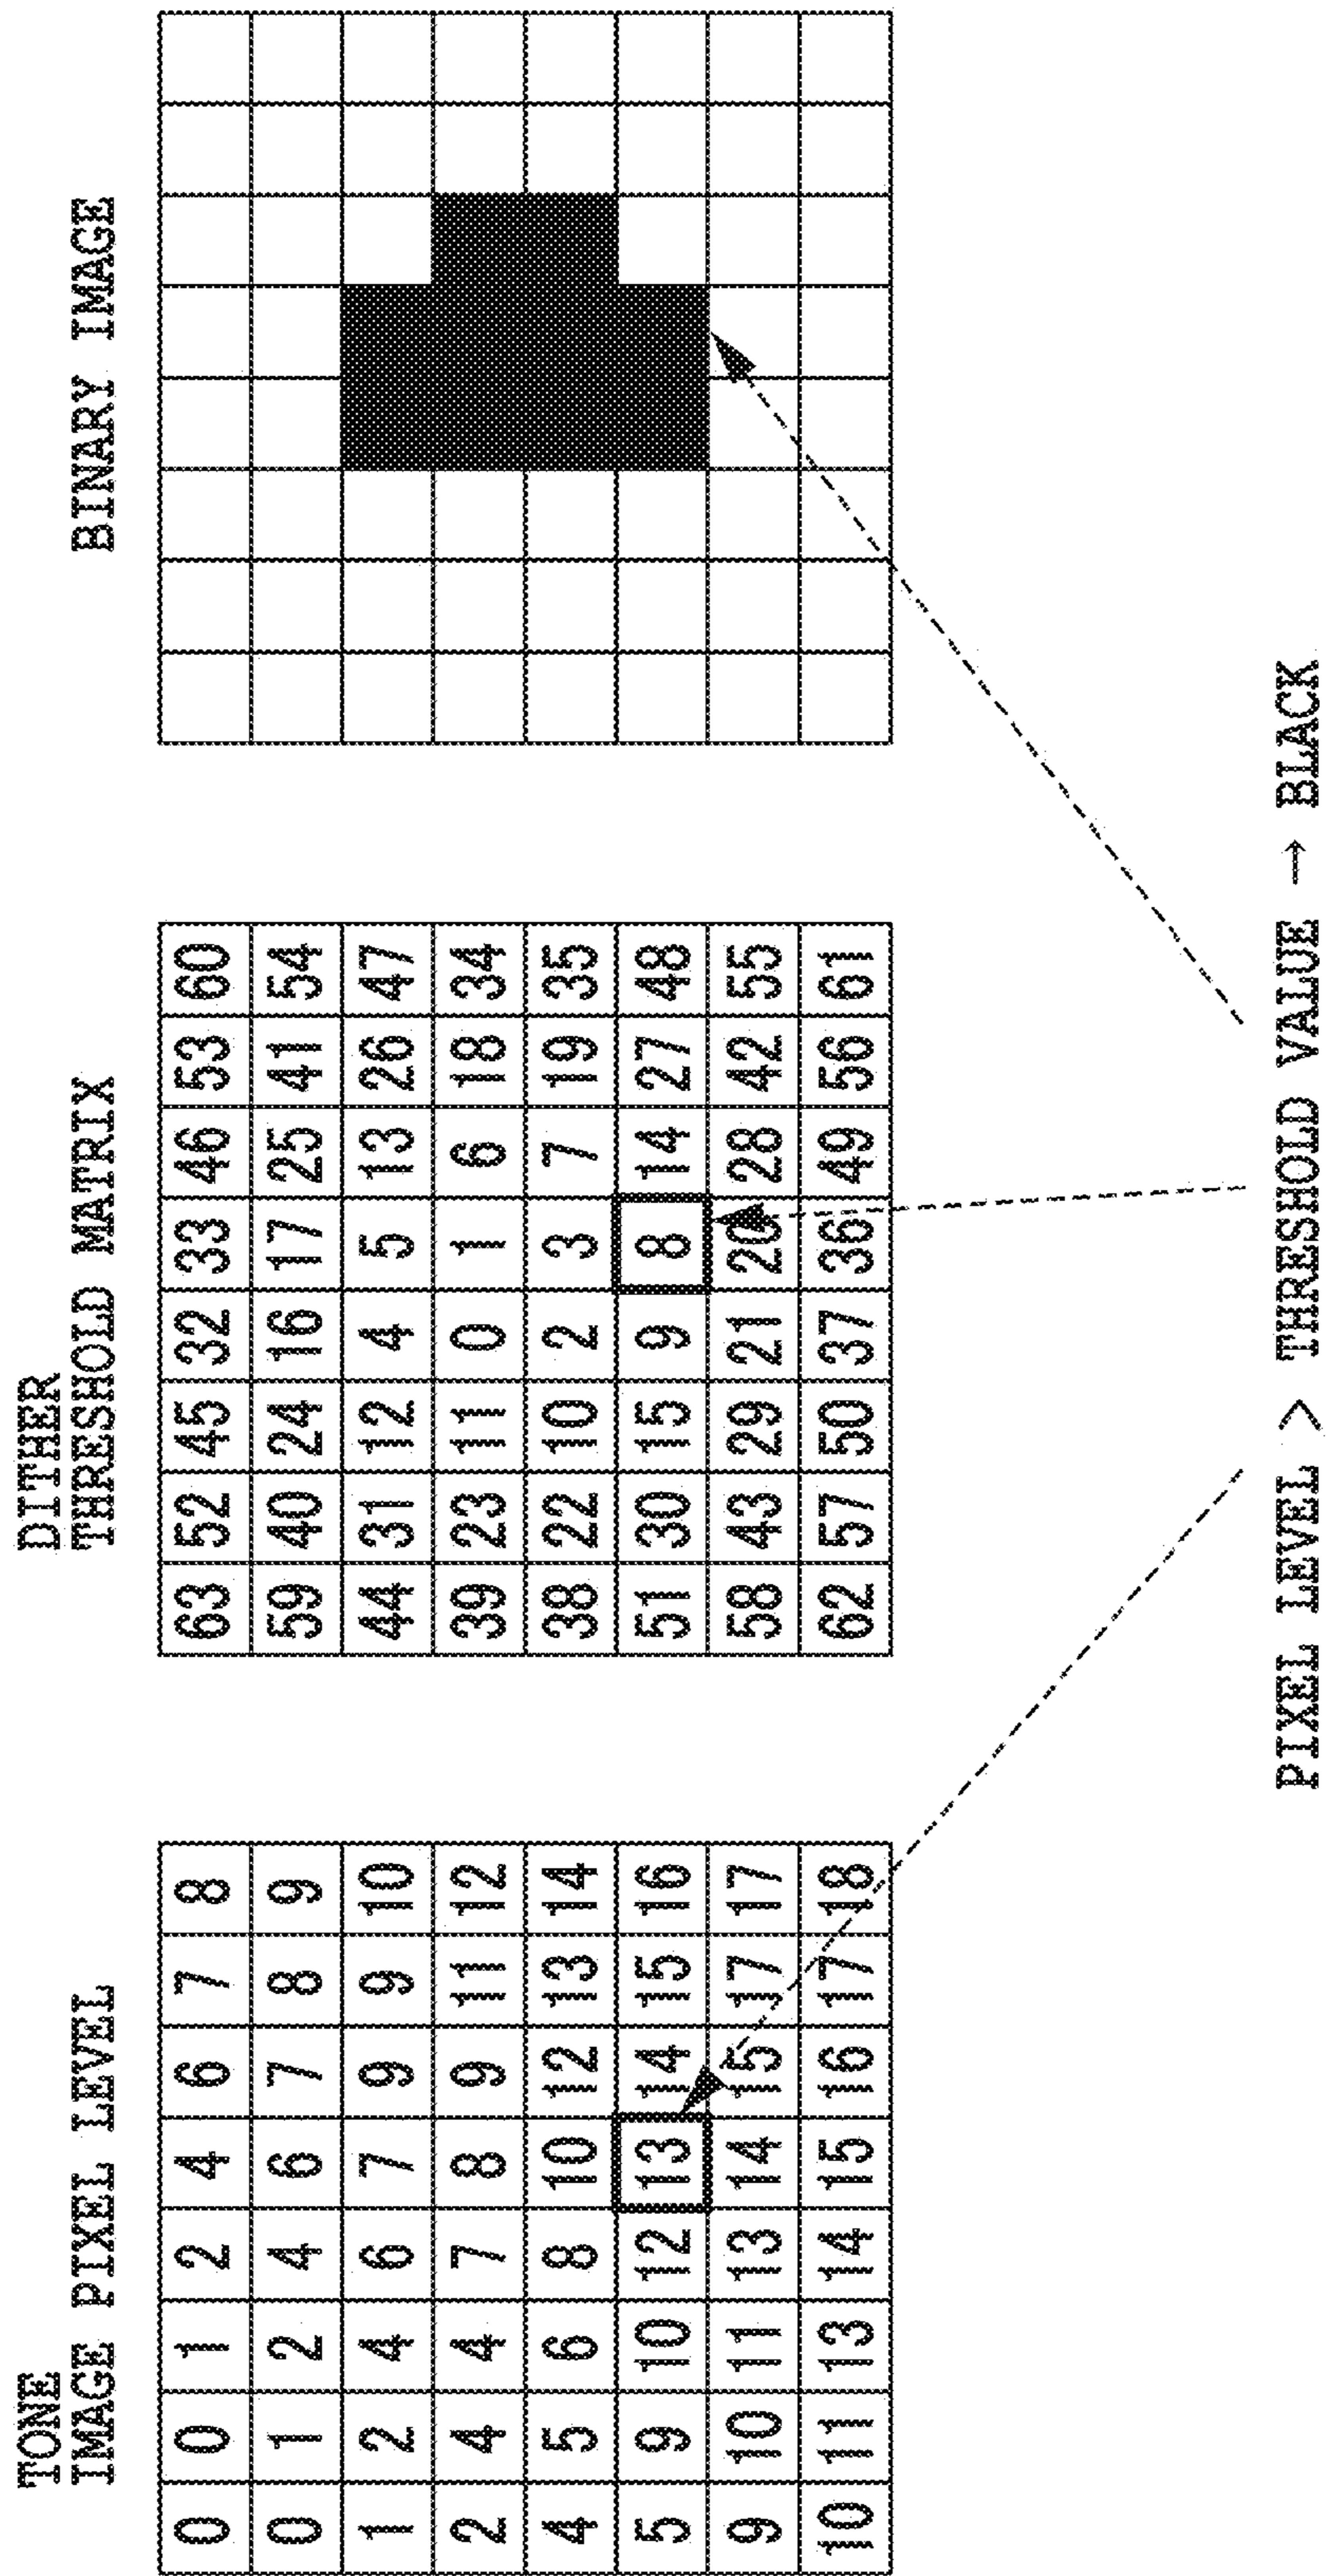 TONE
IMAGE PIXEL LEVEL
0 0 1 2 4 6 7 8
0 1 2 4 6 7 8 9
1 2 4 6 7 9 9 10
2 4 4 7 8 9 11 12
4 5 6 8 10 12 13 14
5 9 10 12 13 14 15 16
9 10 11 13 14 15 17 17
10 11 13 14 15 16 17 18
DITHER
THRESHOLD MATRIX
63 52 45 32 33 46 53 60
59 40 24 16 17 25 41 54
44 31 12 4 5 13 26 47
39 23 11 0 1 6 18 34
38 22 10 2 3 7 19 35
51 30 15 9 8 14 27 48
58 43 29 21 20 28 42 55
62 57 50 37 36 49 56 61
BINARY IMAGE
PIXEL LEVEL > THRESHOLD VALUE → BLACK